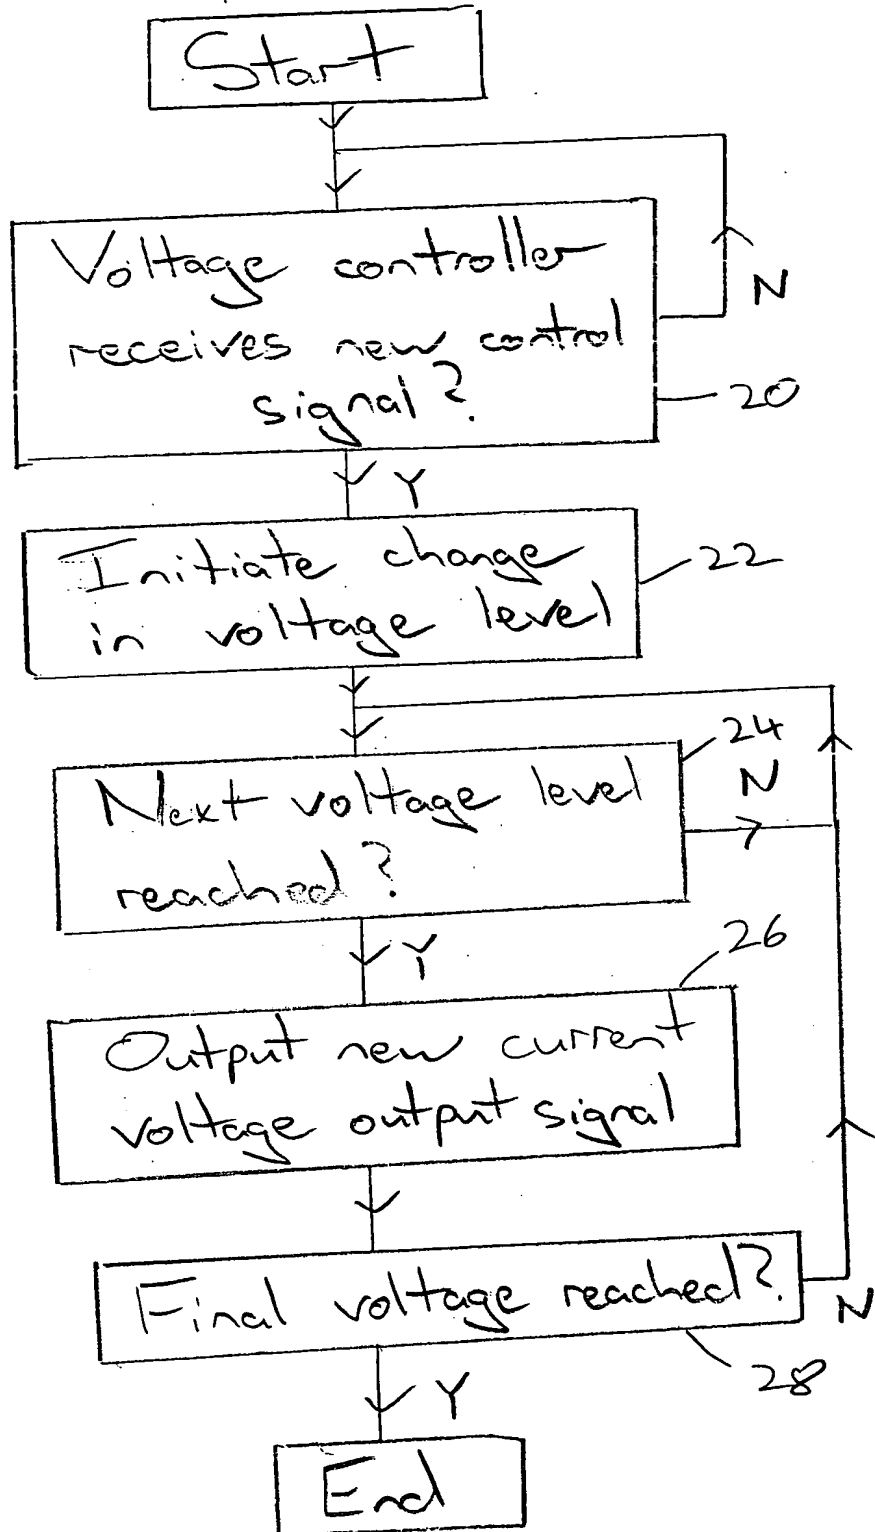 Start
Voltage controller
receives new control
signal?
N
20
Y
Initiate change
in voltage level
22
24
Next voltage level
reached?
N
Y
26
Output new current
voltage output signal
Final voltage reached?
N
28
Y
End